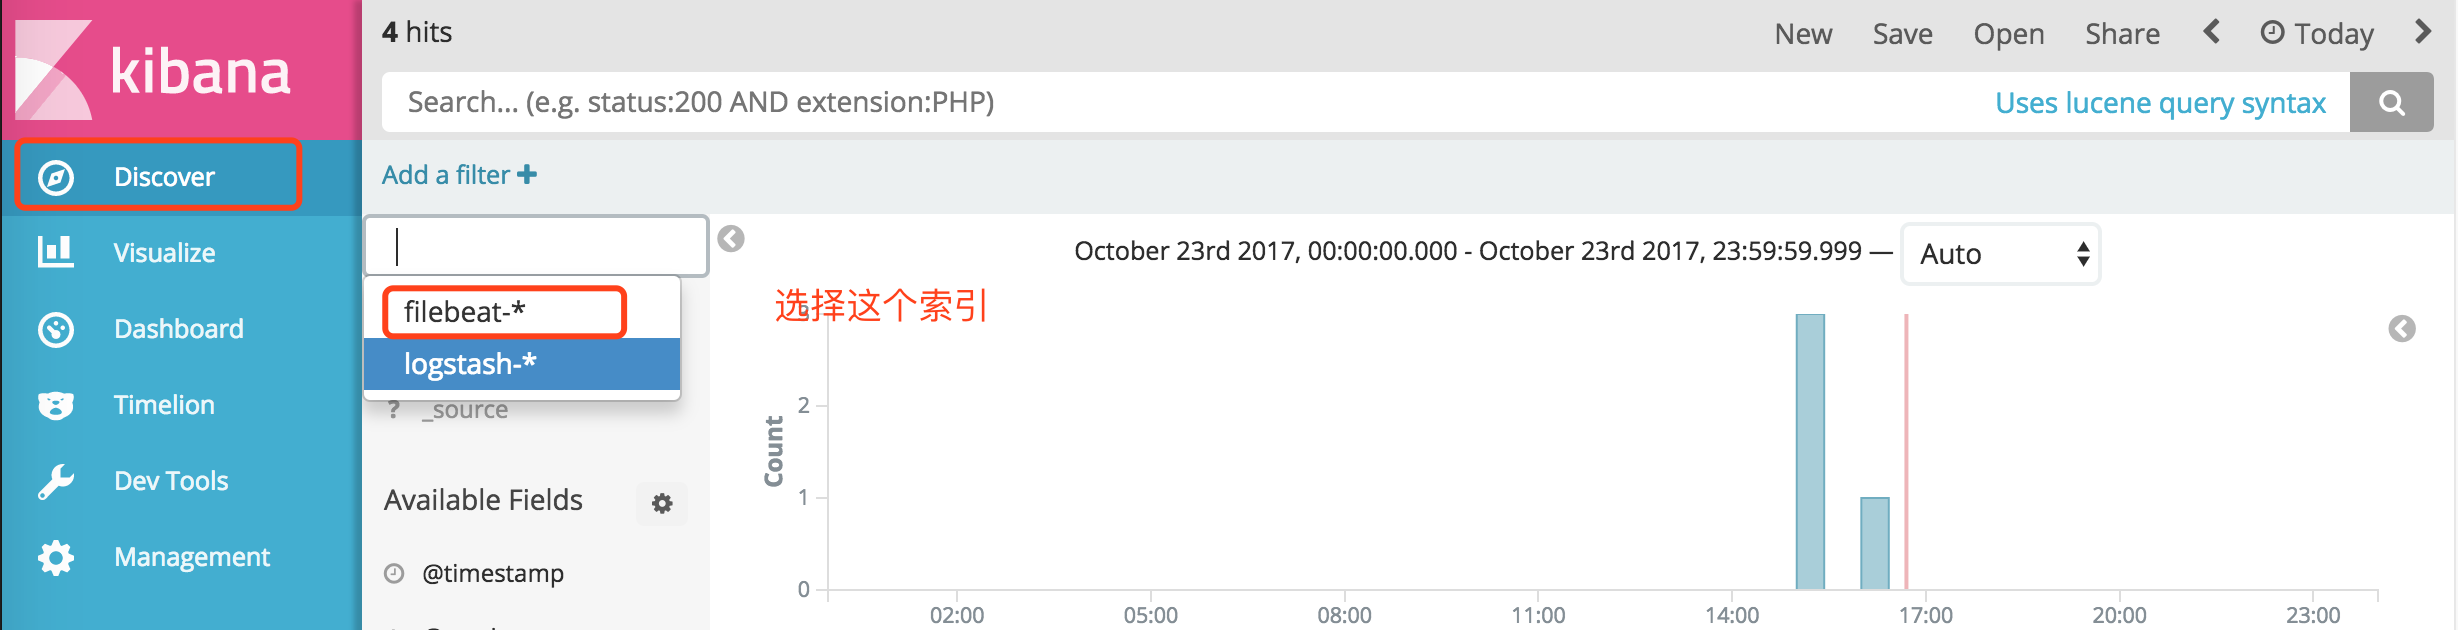 kibana
Discover
Visualize
Dashboard
Timelion
Dev Tools
Management
4 hits
New Save Open Share Today
Search... (e.g. status:200 AND extension:PHP)
Uses lucene query syntax
Add a filter
filebeat-*
logstash-*
? _source
Available Fields
@timestamp
October 23rd 2017, 00:00:00.000 - October 23rd 2017, 23:59:59.999 —
Auto
选择这个索引
Count
3
2
1
0
02:00 05:00 08:00 11:00 14:00 17:00 20:00 23:00